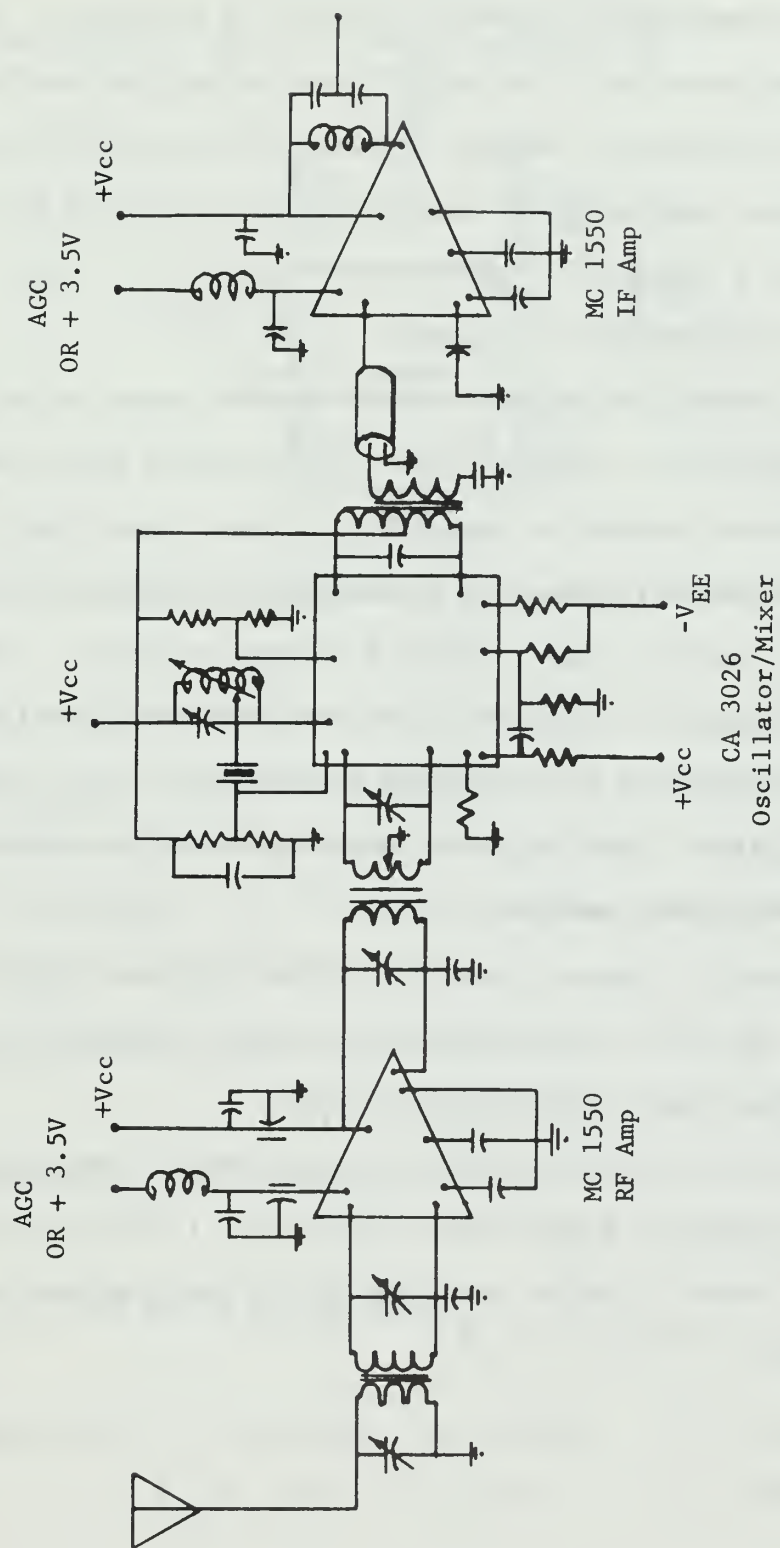 AGC
OR + 3.5V
+Vcc
MC 1550
RF Amp
+Vcc
+Vcc
-VEE
CA 3026
Oscillator/Mixer
AGC
OR + 3.5V
+Vcc
MC 1550
IF Amp